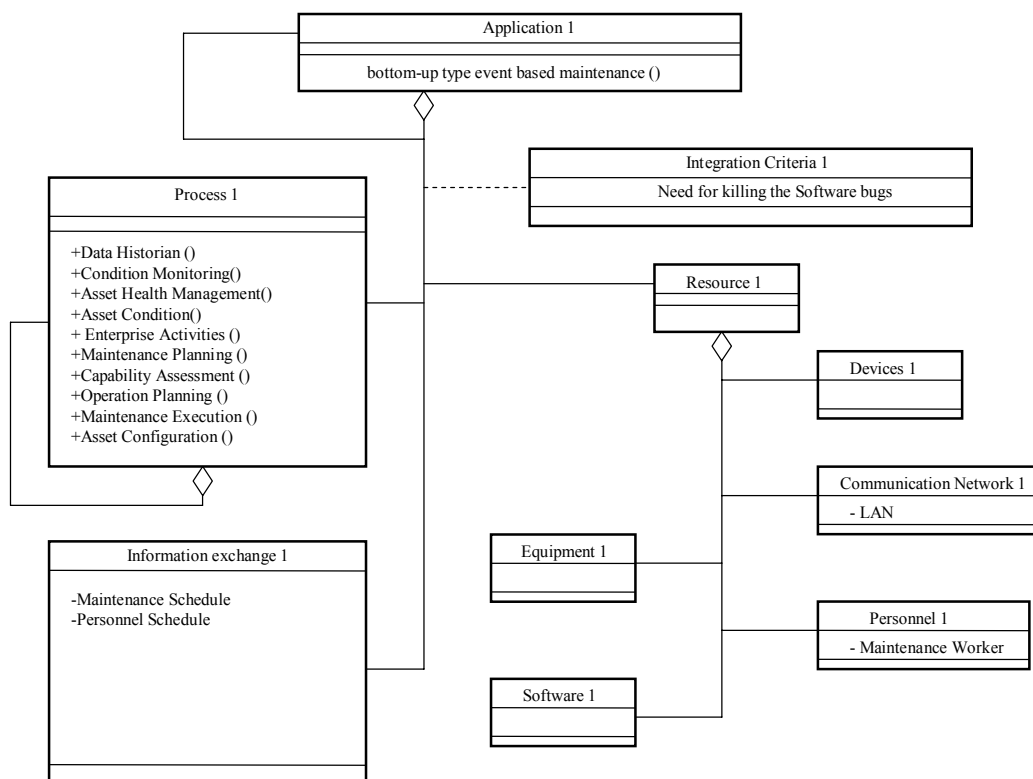 Application 1
bottom-up type event based maintenance ()
Integration Criteria 1
Need for killing the Software bugs
Process 1
+Data Historian ()
+Condition Monitoring()
+Asset Health Management()
+Asset Condition()
+ Enterprise Activities ()
+Maintenance Planning ()
+Capability Assessment ()
+Operation Planning ()
+Maintenance Execution ()
+Asset Configuration ()
Resource 1
Devices 1
Communication Network 1
- LAN
Equipment 1
Information exchange 1
-Maintenance Schedule
-Personnel Schedule
Personnel 1
- Maintenance Worker
Software 1